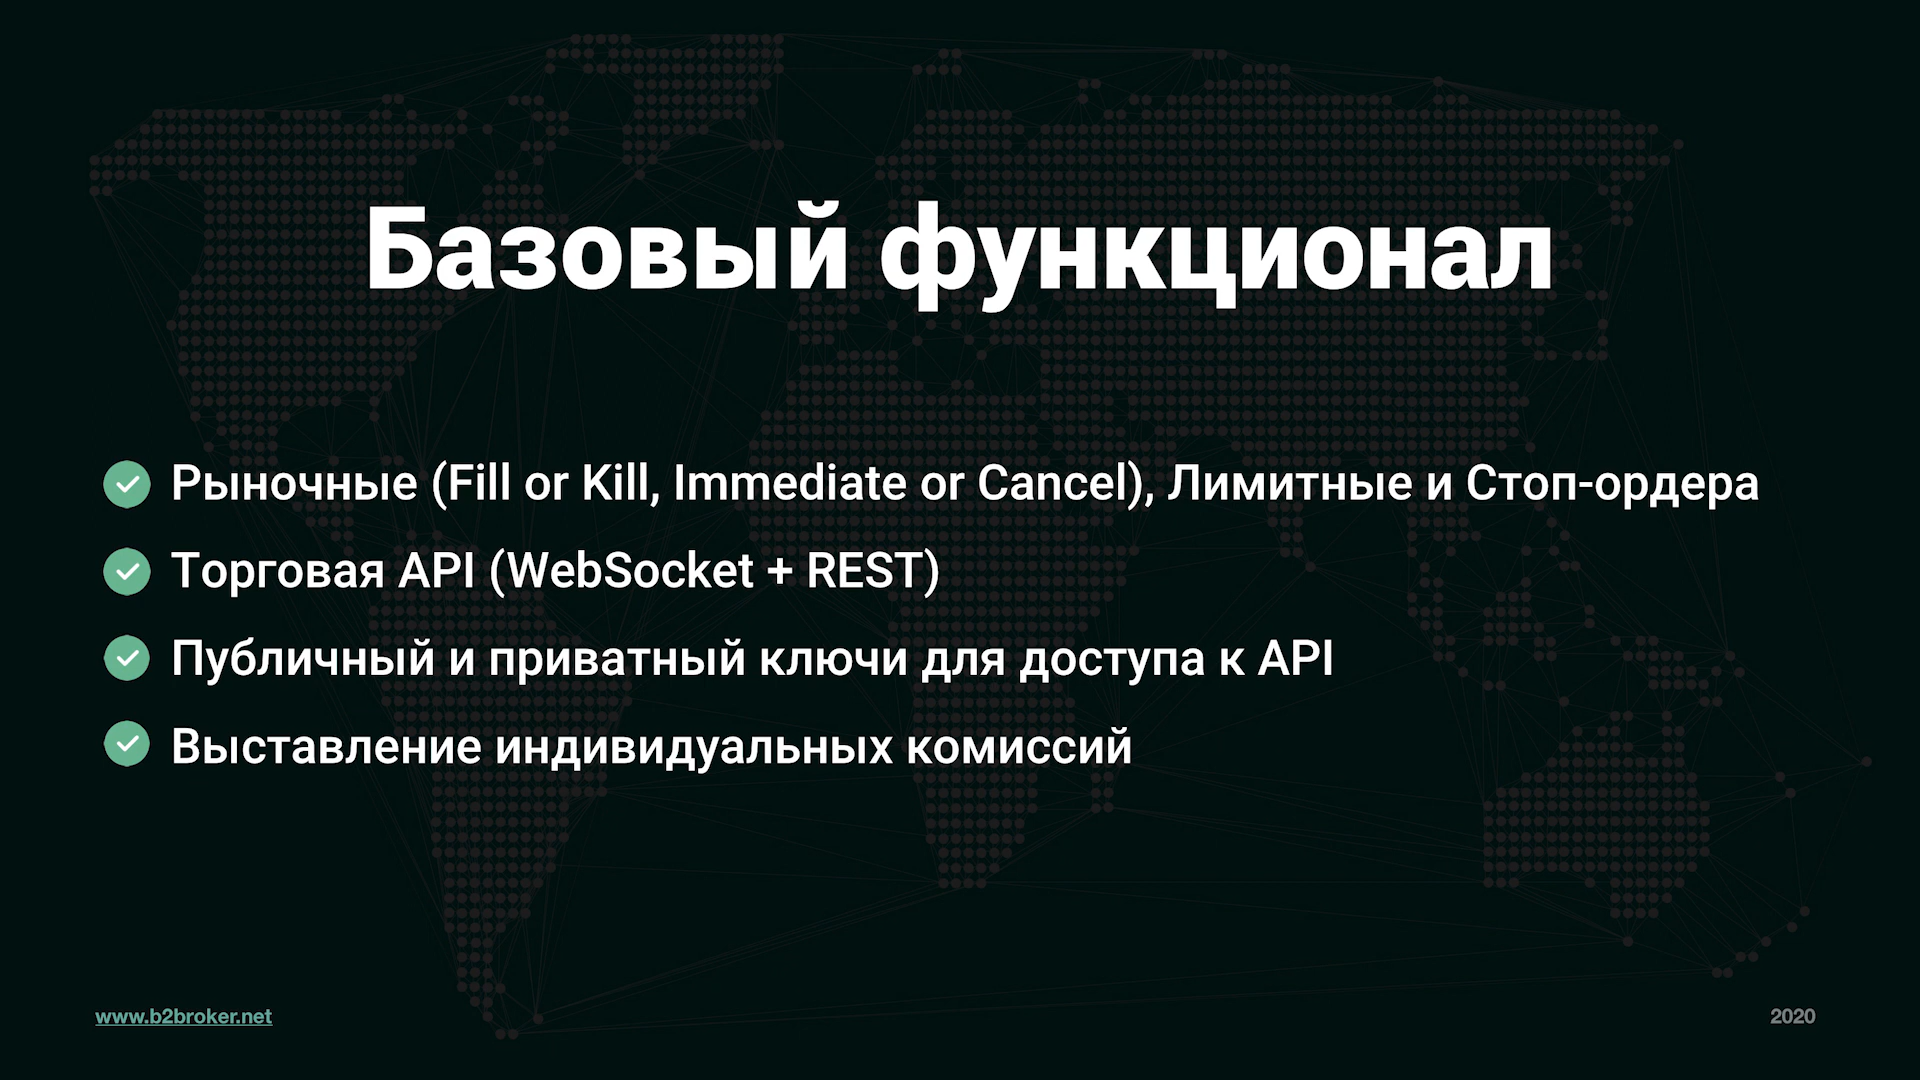 Базовый функционал
Рыночные (Fill or Kill, Immediate or Cancel), Лимитные и Стоп-ордера
Торговая API (WebSocket + REST)
Публичный и приватный ключи для доступа к API
Выставление индивидуальных комиссий
www.b2broker.net
2020